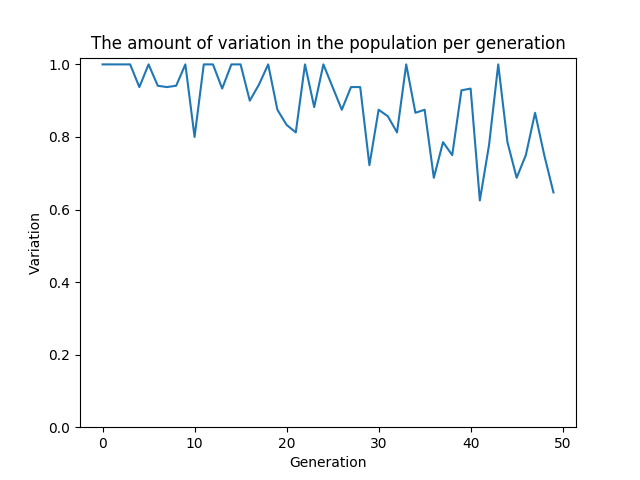 The amount of variation in the population per generation
1.0
0.8
0.6
0.4
0.2
0.0
Variation
0 10 20 30 40 50
Generation